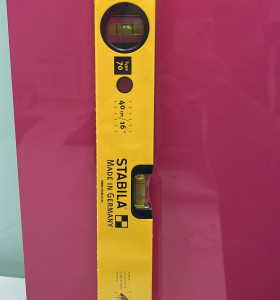 Type
70
40 cm / 16"
STABILA
MADE IN GERMANY